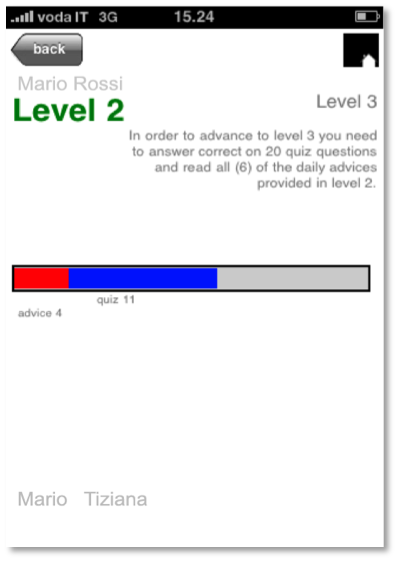 voda IT 3G 15.24
back
Mario Rossi
Level 2
Level 3
In order to advance to level 3 you need
to answer correct on 20 quiz questions
and read all (6) of the daily advices
provided in level 2.
quiz 11
advice 4
Mario Tiziana